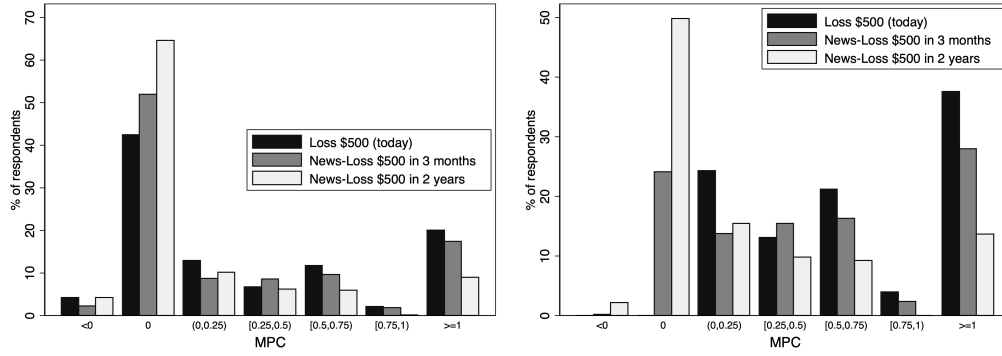 % of respondents
70
60
50
40
30
20
10
0
Loss $500 (today)
News-Loss $500 in 3 months
News-Loss $500 in 2 years
<0
0
(0,0.25)
[0.25,0.5)
[0.5,0.75)
[0.75,1)
>=1
MPC
% of respondents
50
40
30
20
10
0
Loss $500 (today)
News-Loss $500 in 3 months
News-Loss $500 in 2 years
<0
0
(0,0.25)
[0.25,0.5)
[0.5,0.75)
[0.75,1)
>=1
MPC